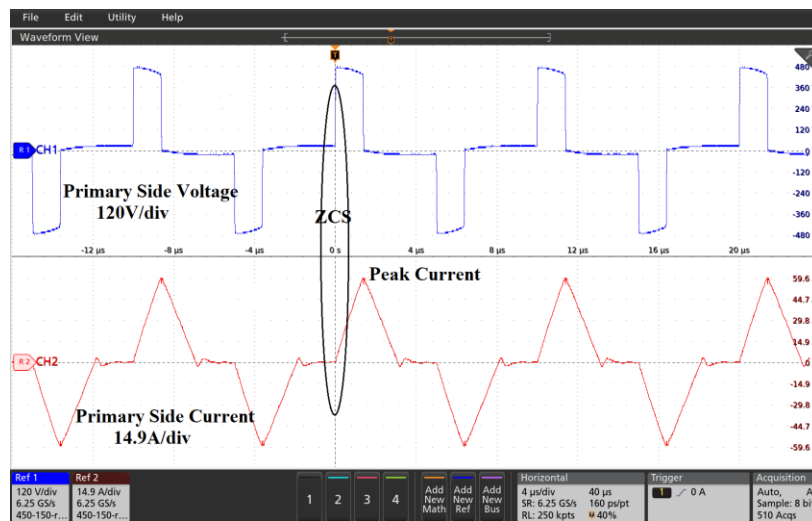 File Edit Utility Help
Waveform View
T
480
360
240
120
R 1 CH1 0
Primary Side Voltage
120V/div
-120
ZCS
-240
-360
-480
-12 µs -8 µs -4 µs 0 s 4 µs 8 µs 12 µs 16 µs 20 µs
Peak Current
59.6
44.7
29.8
14.9
R 2 CH2 0
-14.9
Primary Side Current
14.9A/div
-29.8
-44.7
-59.6
Ref 1 Ref 2 Horizontal Trigger Acquisition
120 V/div 14.9 A/div 1 2 3 4 Add New Math Add New Ref Add New Bus 4 µs/div 40 µs 1 0 A Auto, A
6.25 GS/s 6.25 GS/s SR: 6.25 GS/s 160 ps/pt Sample: 8 bi
450-150-r... 450-150-r... RL: 250 kpts 40% 510 Acqs